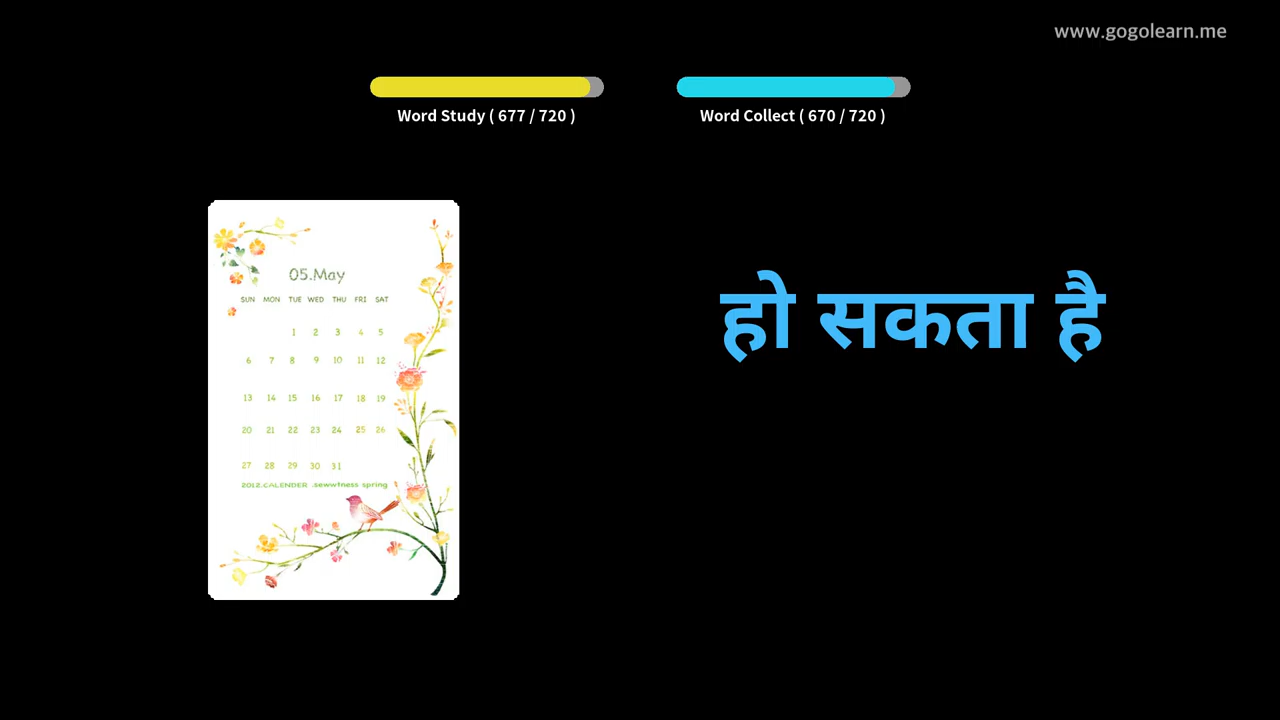 www.gogolearn.me
Word Study ( 677 / 720 )
Word Collect ( 670 / 720 )
05.May
SUN MON TUE WED THU FRI SAT
1 2 3 4 5
6 7 8 9 10 11 12
13 14 15 16 17 18 19
20 21 22 23 24 25 26
27 28 29 30 31
2012.CALENDER .sewwtness spring
हो सकता है